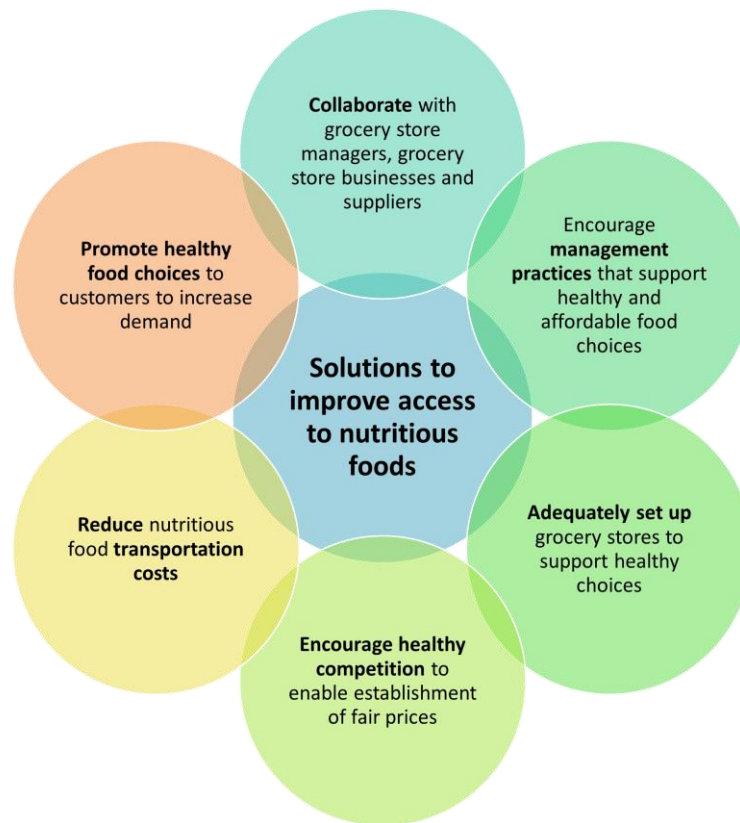 Collaborate with
grocery store
managers, grocery
store businesses and
suppliers
Promote healthy
food choices to
customers to increase
demand
Encourage
management
practices that support
healthy and
affordable food
choices
Solutions to
improve access
to nutritious
foods
Reduce nutritious
food transportation
costs
Adequately set up
grocery stores to
support healthy
choices
Encourage healthy
competition to
enable establishment
of fair prices